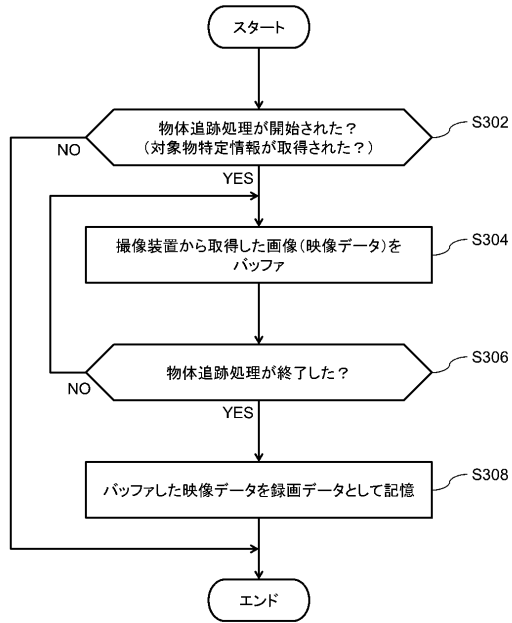 スタート
物体追跡処理が開始された？
（対象物特定情報が取得された？）
S302
NO
YES
撮像装置から取得した画像（映像データ）を
バッファ
S304
物体追跡処理が終了した？
S306
NO
YES
バッファした映像データを録画データとして記憶
S308
エンド